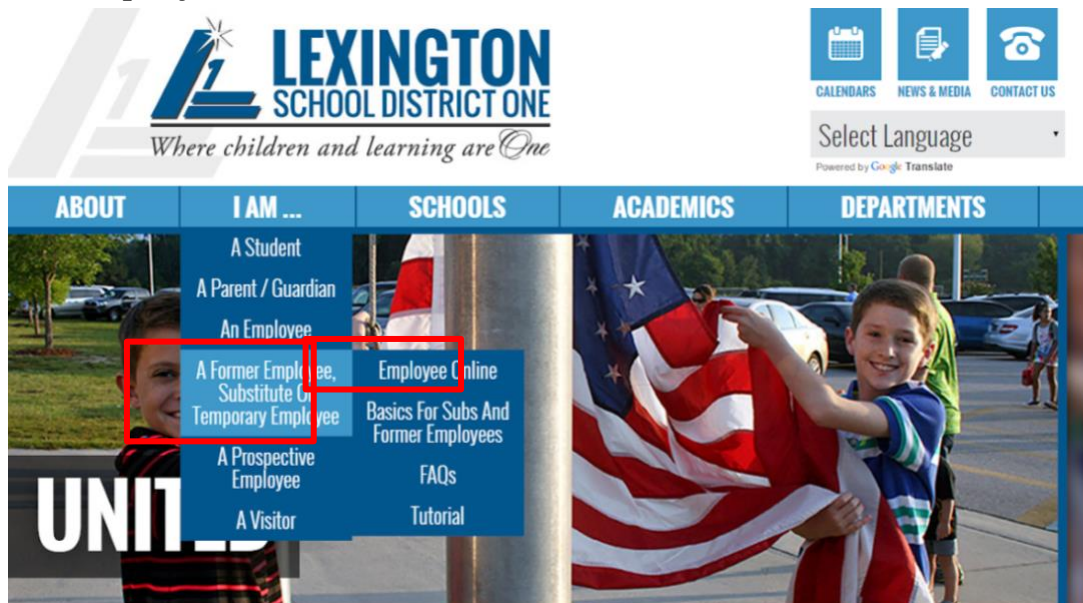 LEXINGTON
SCHOOL DISTRICT ONE
Where children and learning are One
CALENDARS
NEWS & MEDIA
CONTACT US
Select Language
Powered by Google Translate
ABOUT
I AM ...
SCHOOLS
ACADEMICS
DEPARTMENTS
A Student
A Parent / Guardian
An Employee
A Former Employee,
Substitute Or
Temporary Employee
A Prospective
Employee
A Visitor
Employee Online
Basics For Subs And
Former Employees
FAQs
Tutorial
UNITED
1
1